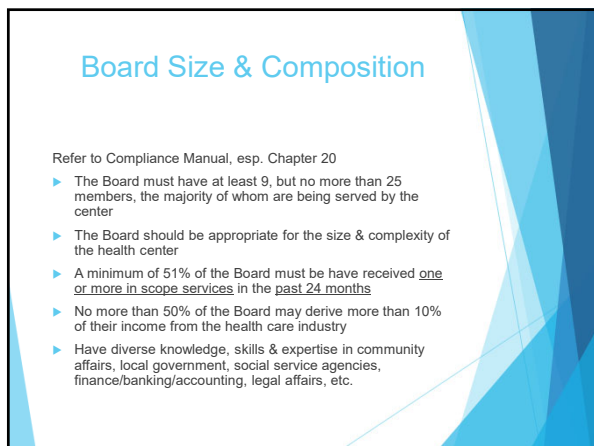 Board Size & Composition
Refer to Compliance Manual, esp. Chapter 20
The Board must have at least 9, but no more than 25
members, the majority of whom are being served by the
center
The Board should be appropriate for the size & complexity of
the health center
A minimum of 51% of the Board must be have received one
or more in scope services in the past 24 months
No more than 50% of the Board may derive more than 10%
of their income from the health care industry
Have diverse knowledge, skills & expertise in community
affairs, local government, social service agencies,
finance/banking/accounting, legal affairs, etc.